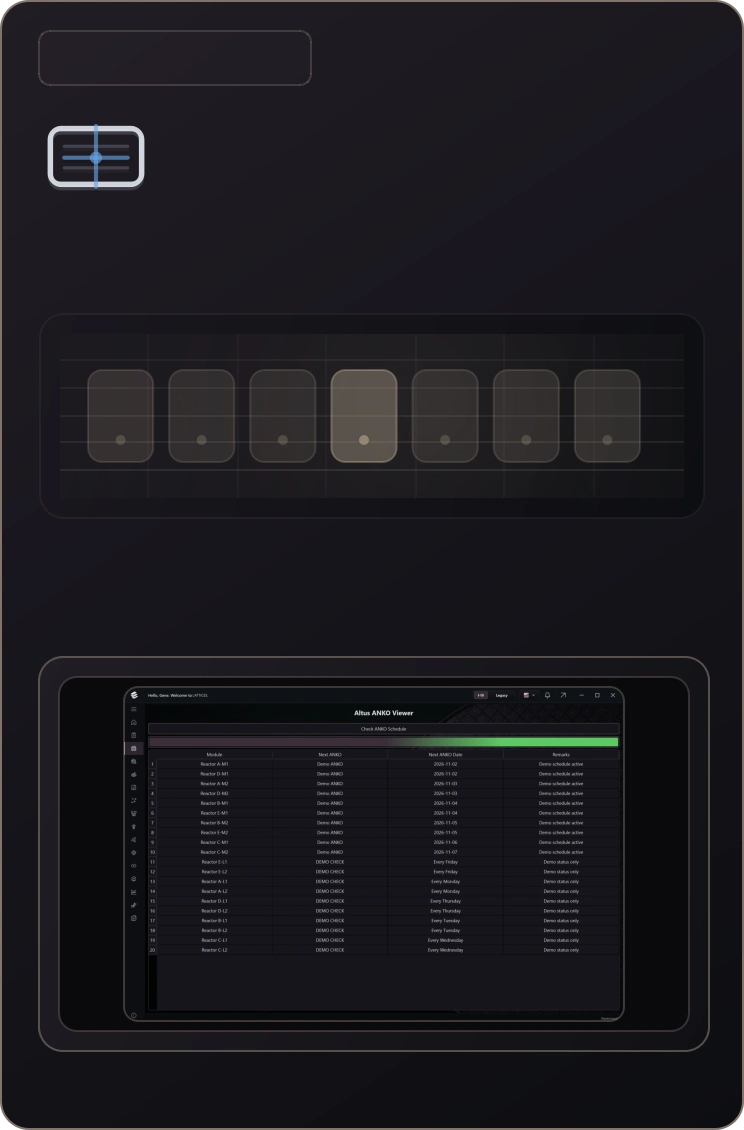 Hello, Gene. Welcome to ATTICES. Legacy
Altus ANKO Viewer
Check ANKO Schedule
Module Next ANKO Next ANKO Date Remarks
1 Reactor A-M1 Demo ANKO 2026-11-02 Demo schedule active
2 Reactor D-M1 Demo ANKO 2026-11-02 Demo schedule active
3 Reactor A-M2 Demo ANKO 2026-11-03 Demo schedule active
4 Reactor D-M2 Demo ANKO 2026-11-03 Demo schedule active
5 Reactor B-M1 Demo ANKO 2026-11-04 Demo schedule active
6 Reactor E-M1 Demo ANKO 2026-11-04 Demo schedule active
7 Reactor B-M2 Demo ANKO 2026-11-05 Demo schedule active
8 Reactor E-M2 Demo ANKO 2026-11-05 Demo schedule active
9 Reactor C-M1 Demo ANKO 2026-11-06 Demo schedule active
10 Reactor C-M2 Demo ANKO 2026-11-07 Demo schedule active
11 Reactor E-L1 DEMO CHECK Every Friday Demo status only
12 Reactor E-L2 DEMO CHECK Every Friday Demo status only
13 Reactor A-L1 DEMO CHECK Every Monday Demo status only
14 Reactor A-L2 DEMO CHECK Every Monday Demo status only
15 Reactor D-L1 DEMO CHECK Every Thursday Demo status only
16 Reactor D-L2 DEMO CHECK Every Thursday Demo status only
17 Reactor B-L1 DEMO CHECK Every Tuesday Demo status only
18 Reactor B-L2 DEMO CHECK Every Tuesday Demo status only
19 Reactor C-L1 DEMO CHECK Every Wednesday Demo status only
20 Reactor C-L2 DEMO CHECK Every Wednesday Demo status only